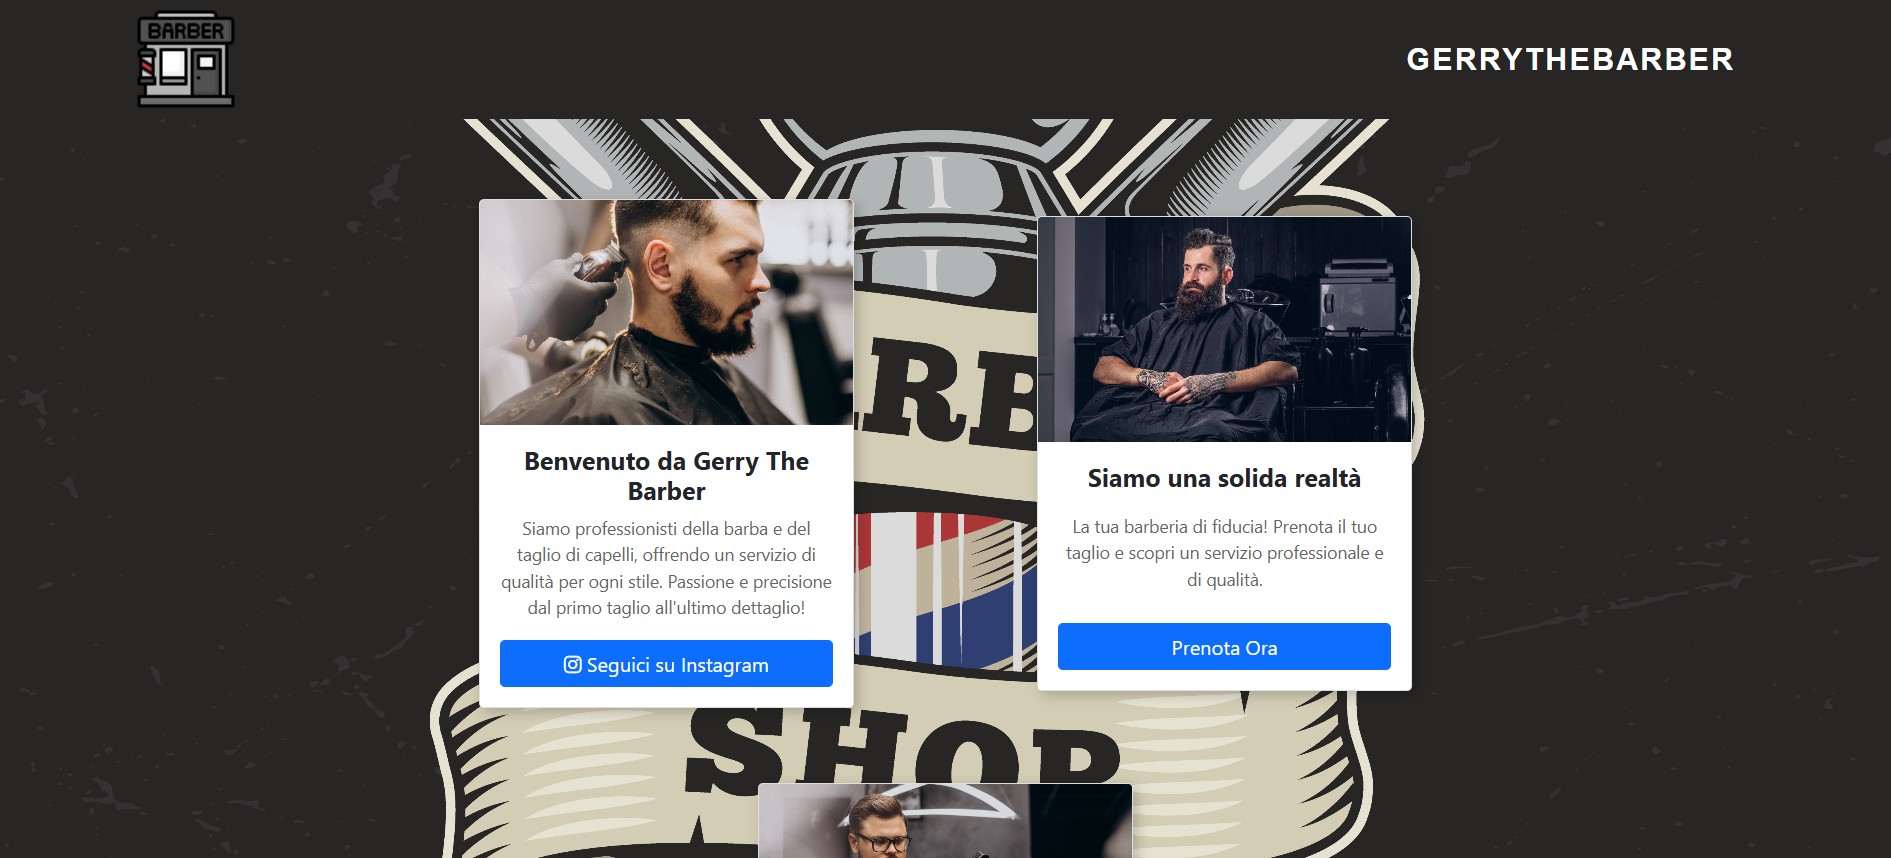 BARBER
GERRYTHEBARBER
RB
Benvenuto da Gerry The
Barber
Siamo professionisti della barba e del
taglio di capelli, offrendo un servizio di
qualità per ogni stile. Passione e precisione
dal primo taglio all'ultimo dettaglio!
Seguici su Instagram
Siamo una solida realtà
La tua barberia di fiducia! Prenota il tuo
taglio e scopri un servizio professionale e
di qualità.
Prenota Ora
SHOP